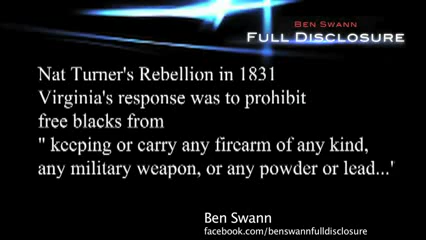 Ben Swann
Full Disclosure
Nat Turner's Rebellion in 1831
Virginia's response was to prohibit
free blacks from
" keeping or carry any firearm of any kind,
any military weapon, or any powder or lead...'
Ben Swann
facebook.com/benswannfulldisclosure